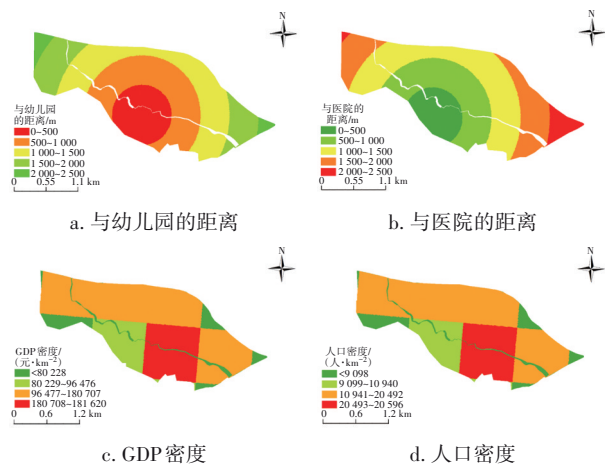 N
与幼儿园
的距离/m
0~500
500~1 000
1 000~1 500
1 500~2 000
2 000~2 500
0 0.55 1.1 km
a. 与幼儿园的距离
N
与医院的
距离/m
0~500
500~1 000
1 000~1 500
1 500~2 000
2 000~2 500
0 0.55 1.1 km
b. 与医院的距离
N
GDP密度/
(元·km⁻²)
<80 228
80 229~96 476
96 477~180 707
180 708~181 620
0 0.6 1.2 km
c. GDP密度
N
人口密度/
(人·km⁻²)
<9 098
9 099~10 940
10 941~20 492
20 493~20 596
0 0.6 1.2 km
d. 人口密度